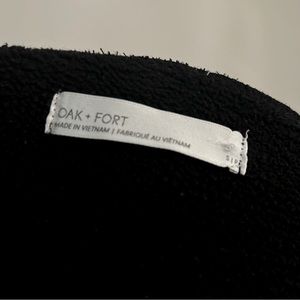 OAK + FORT
MADE IN VIETNAM | FABRIQUÉ AU VIETNAM